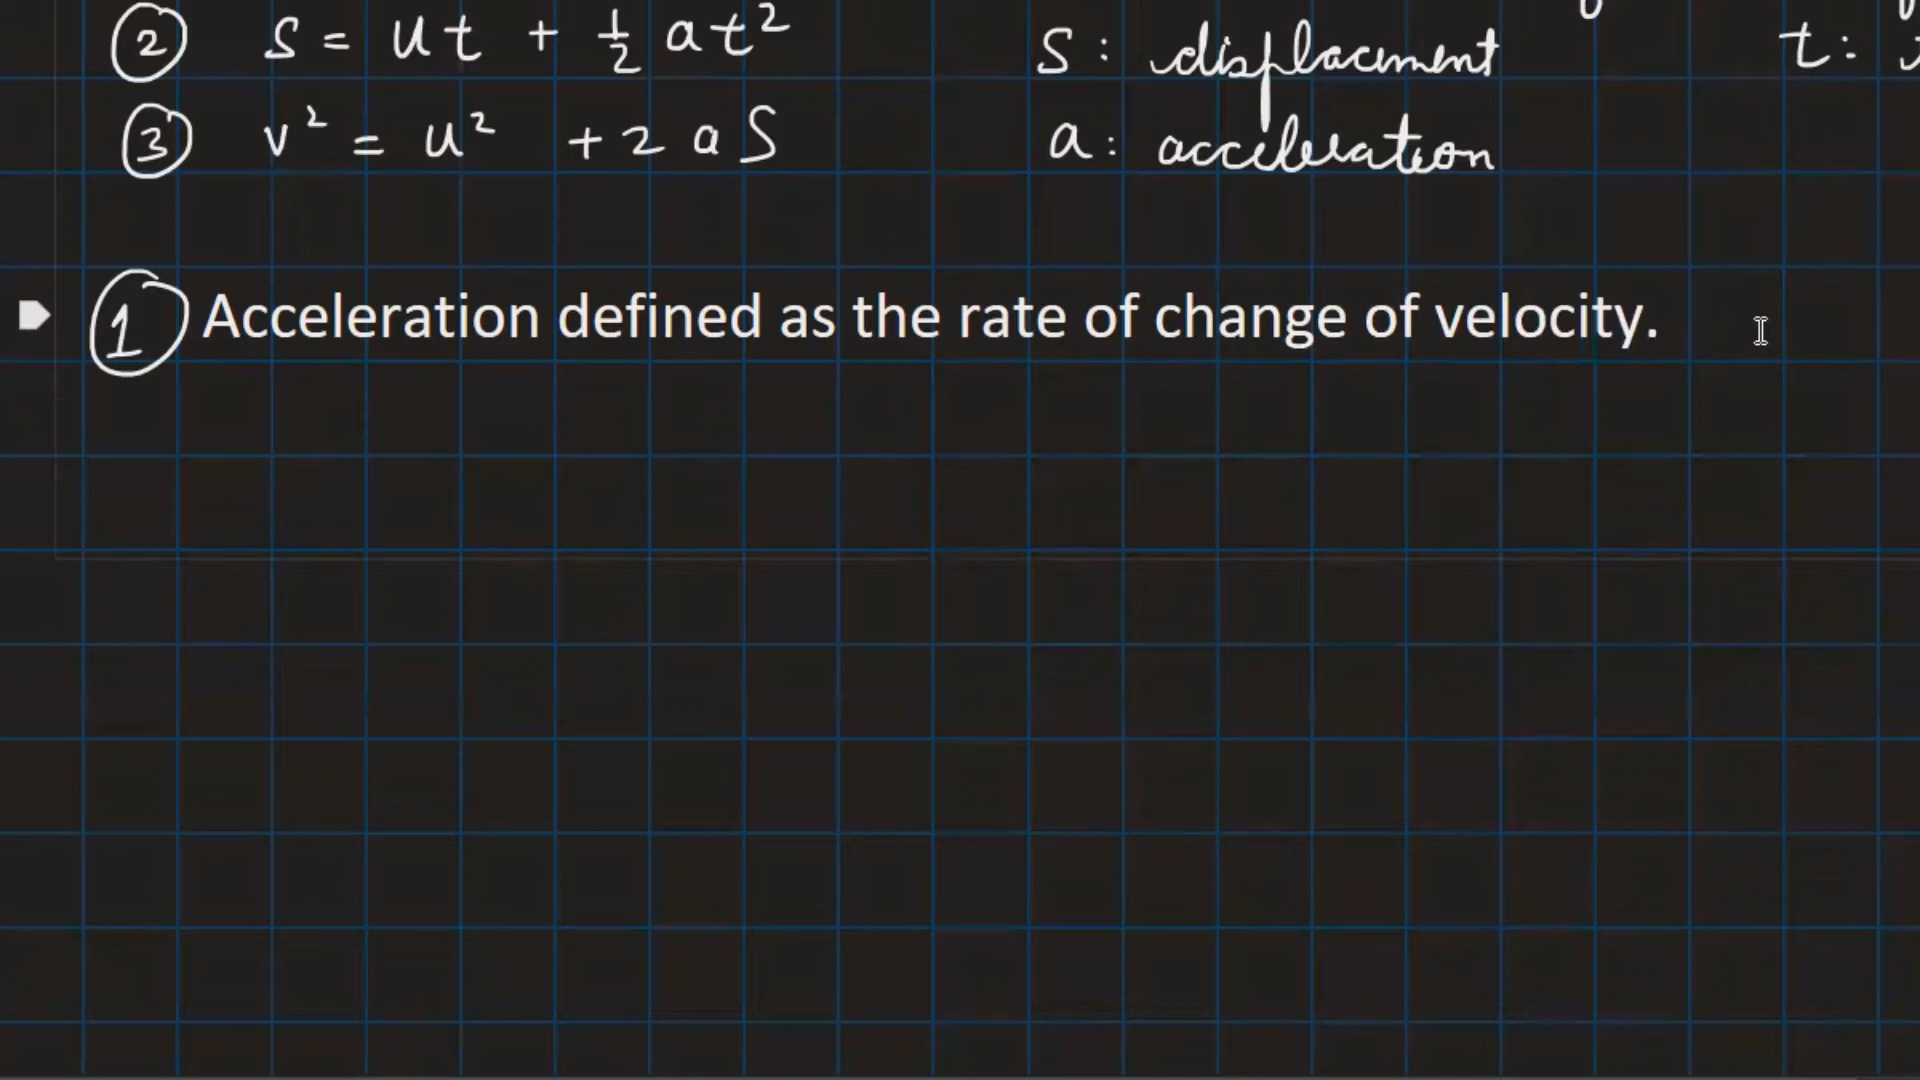 ② S = ut + ½ at² S : displacement t :
③ v² = u² + 2 a S a : acceleration
① Acceleration defined as the rate of change of velocity.